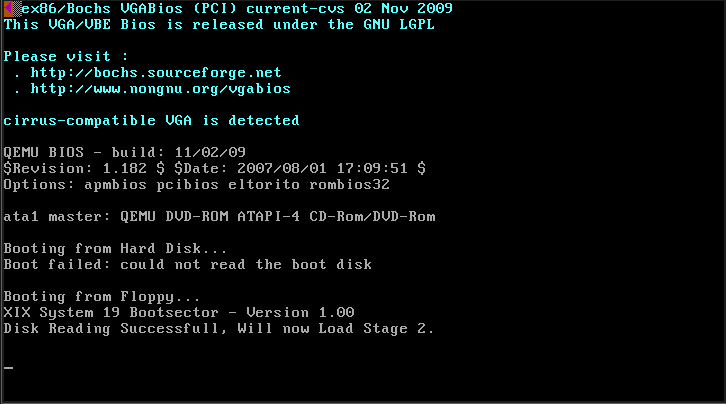 ex86/Bochs VGABios (PCI) current-cvs 02 Nov 2009
This VGA/VBE Bios is released under the GNU LGPL
Please visit :
 . http://bochs.sourceforge.net
 . http://www.nongnu.org/vgabios
cirrus-compatible VGA is detected
QEMU BIOS - build: 11/02/09
$Revision: 1.182 $ $Date: 2007/08/01 17:09:51 $
Options: apmbios pcibios eltorito rombios32
ata1 master: QEMU DVD-ROM ATAPI-4 CD-Rom/DVD-Rom
Booting from Hard Disk...
Boot failed: could not read the boot disk
Booting from Floppy...
XIX System 19 Bootsector - Version 1.00
Disk Reading Successfull, Will now Load Stage 2.
_